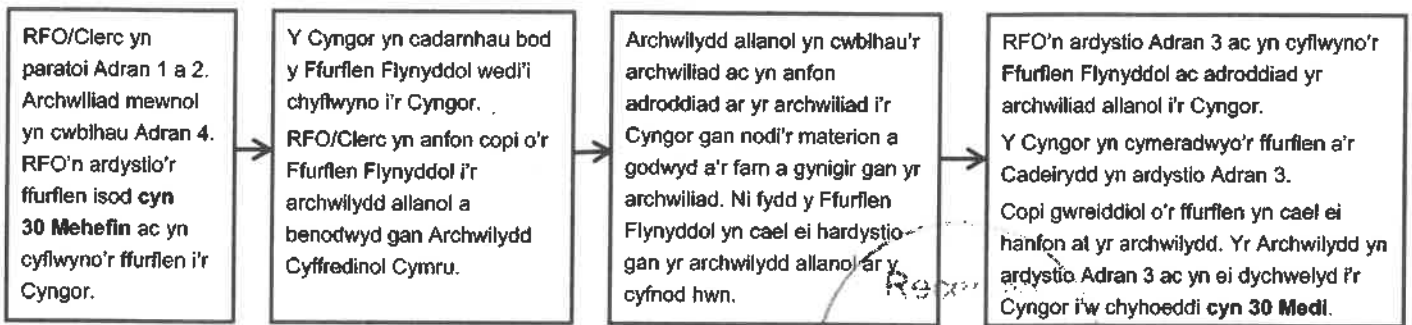 RFO/Clerc yn
paratoi Adran 1 a 2.
Archwiliad mewnol
yn cwblhau Adran 4.
RFO'n ardystio'r
ffurflen isod cyn
30 Mehefin ac yn
cyflwyno'r ffurflen i'r
Cyngor.
Y Cyngor yn cadarnhau bod
y Ffurflen Flynyddol wedi'i
chyflwyno i'r Cyngor.
RFO/Clerc yn anfon copi o'r
Ffurflen Flynyddol i'r
archwilydd allanol a
benodwyd gan Archwilydd
Cyffredinol Cymru.
Archwilydd allanol yn cwblhau'r
archwiliad ac yn anfon
adroddiad ar yr archwiliad i'r
Cyngor gan nodi'r materion a
godwyd a'r farn a gynigir gan yr
archwiliad. Ni fydd y Ffurflen
Flynyddol yn cael ei hardystio
gan yr archwilydd allanol ar y
cyfnod hwn.
RFO'n ardystio Adran 3 ac yn cyflwyno'r
Ffurflen Flynyddol ac adroddiad yr
archwiliad allanol i'r Cyngor.
Y Cyngor yn cymeradwyo'r ffurflen a'r
Cadeirydd yn ardystio Adran 3.
Copi gwreiddiol o'r ffurflen yn cael ei
hanfon at yr archwilydd. Yr Archwilydd yn
ardystio Adran 3 ac yn ei dychwelyd i'r
Cyngor i'w chyhoeddi cyn 30 Medi.